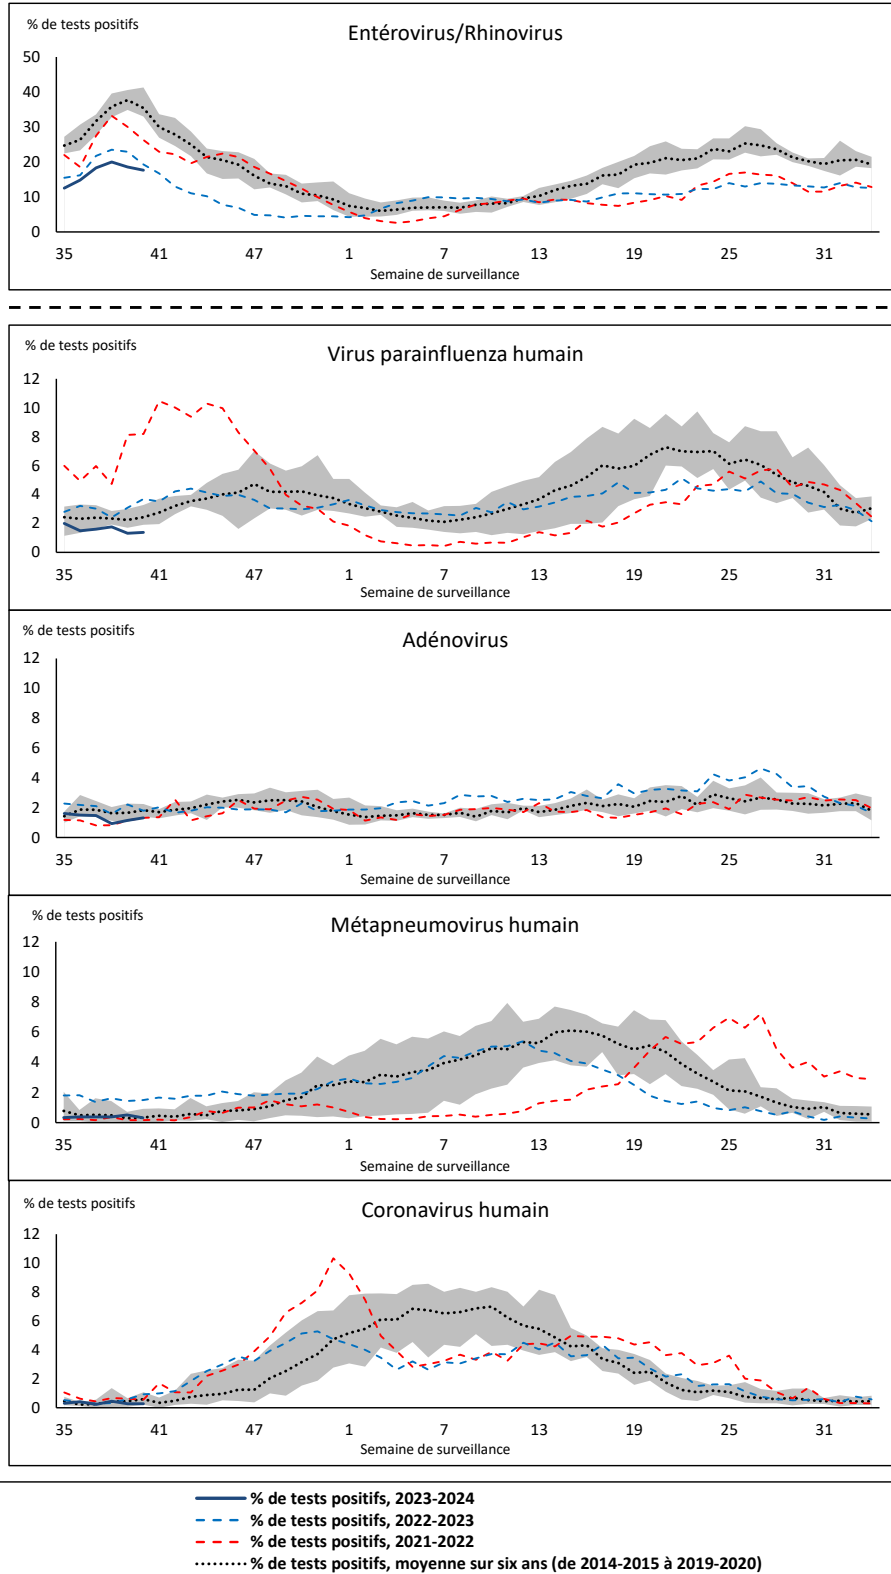 % de tests positifs
Entérovirus/Rhinovirus
50
40
30
20
10
0
35 41 47 1 7 13 19 25 31
Semaine de surveillance
% de tests positifs
Virus parainfluenza humain
12
10
8
6
4
2
0
35 41 47 1 7 13 19 25 31
Semaine de surveillance
% de tests positifs
Adénovirus
12
10
8
6
4
2
0
35 41 47 1 7 13 19 25 31
Semaine de surveillance
% de tests positifs
Métapneumovirus humain
12
10
8
6
4
2
0
35 41 47 1 7 13 19 25 31
Semaine de surveillance
% de tests positifs
Coronavirus humain
12
10
8
6
4
2
0
35 41 47 1 7 13 19 25 31
Semaine de surveillance
% de tests positifs, 2023-2024
% de tests positifs, 2022-2023
% de tests positifs, 2021-2022
% de tests positifs, moyenne sur six ans (de 2014-2015 à 2019-2020)